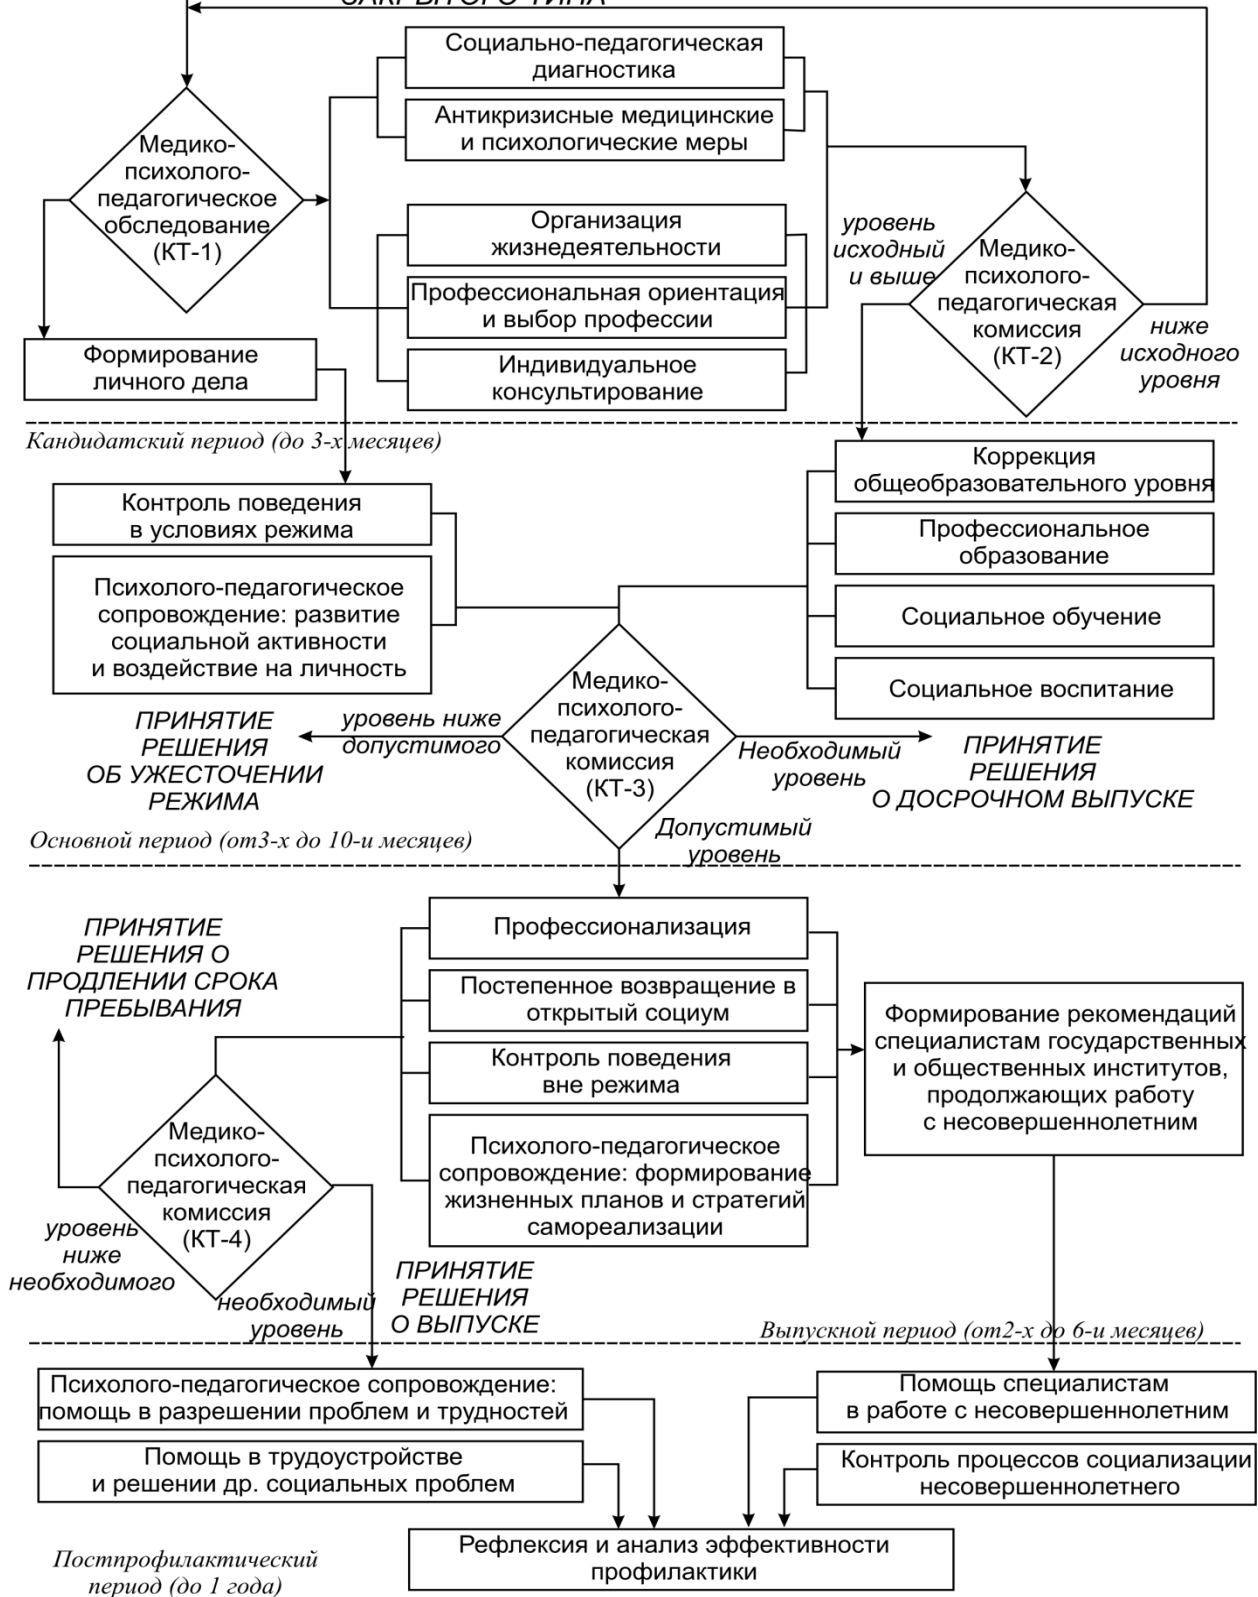 ЗАКРЫТОГО ТИПА
Социально-педагогическая
диагностика
Антикризисные медицинские
и психологические меры
Медико-
психолого-
педагогическое
обследование
(КТ-1)
Организация
жизнедеятельности
Профессиональная ориентация
и выбор профессии
Индивидуальное
консультирование
уровень
исходный
и выше
Медико-
психолого-
педагогическая
комиссия
(КТ-2)
ниже
исходного
уровня
Формирование
личного дела
Кандидатский период (до 3-х месяцев)
Контроль поведения
в условиях режима
Психолого-педагогическое
сопровождение: развитие
социальной активности
и воздействие на личность
Коррекция
общеобразовательного уровня
Профессиональное
образование
Социальное обучение
Социальное воспитание
Медико-
психолого-
педагогическая
комиссия
(КТ-3)
уровень ниже
допустимого
ПРИНЯТИЕ
РЕШЕНИЯ
ОБ УЖЕСТОЧЕНИИ
РЕЖИМА
Необходимый
уровень
ПРИНЯТИЕ
РЕШЕНИЯ
О ДОСРОЧНОМ ВЫПУСКЕ
Допустимый
уровень
Основной период (от3-х до 10-и месяцев)
ПРИНЯТИЕ
РЕШЕНИЯ О
ПРОДЛЕНИИ СРОКА
ПРЕБЫВАНИЯ
Профессионализация
Постепенное возвращение в
открытый социум
Контроль поведения
вне режима
Психолого-педагогическое
сопровождение: формирование
жизненных планов и стратегий
самореализации
Формирование рекомендаций
специалистам государственных
и общественных институтов,
продолжающих работу
с несовершеннолетним
Медико-
психолого-
педагогическая
комиссия
(КТ-4)
уровень
ниже
необходимого
необходимый
уровень
ПРИНЯТИЕ
РЕШЕНИЯ
О ВЫПУСКЕ
Выпускной период (от2-х до 6-и месяцев)
Психолого-педагогическое сопровождение:
помощь в разрешении проблем и трудностей
Помощь в трудоустройстве
и решении др. социальных проблем
Помощь специалистам
в работе с несовершеннолетним
Контроль процессов социализации
несовершеннолетнего
Рефлексия и анализ эффективности
профилактики
Постпрофилактический
период (до 1 года)